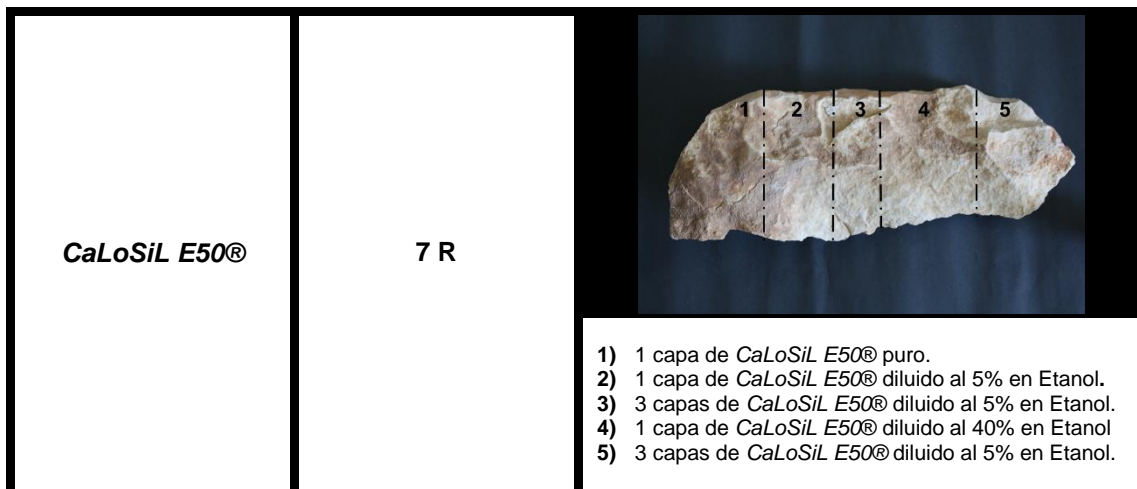 CaLoSiL E50®
7 R
1 2 3 4 5
1) 1 capa de CaLoSiL E50® puro.
2) 1 capa de CaLoSiL E50® diluido al 5% en Etanol.
3) 3 capas de CaLoSiL E50® diluido al 5% en Etanol.
4) 1 capa de CaLoSiL E50® diluido al 40% en Etanol
5) 3 capas de CaLoSiL E50® diluido al 5% en Etanol.